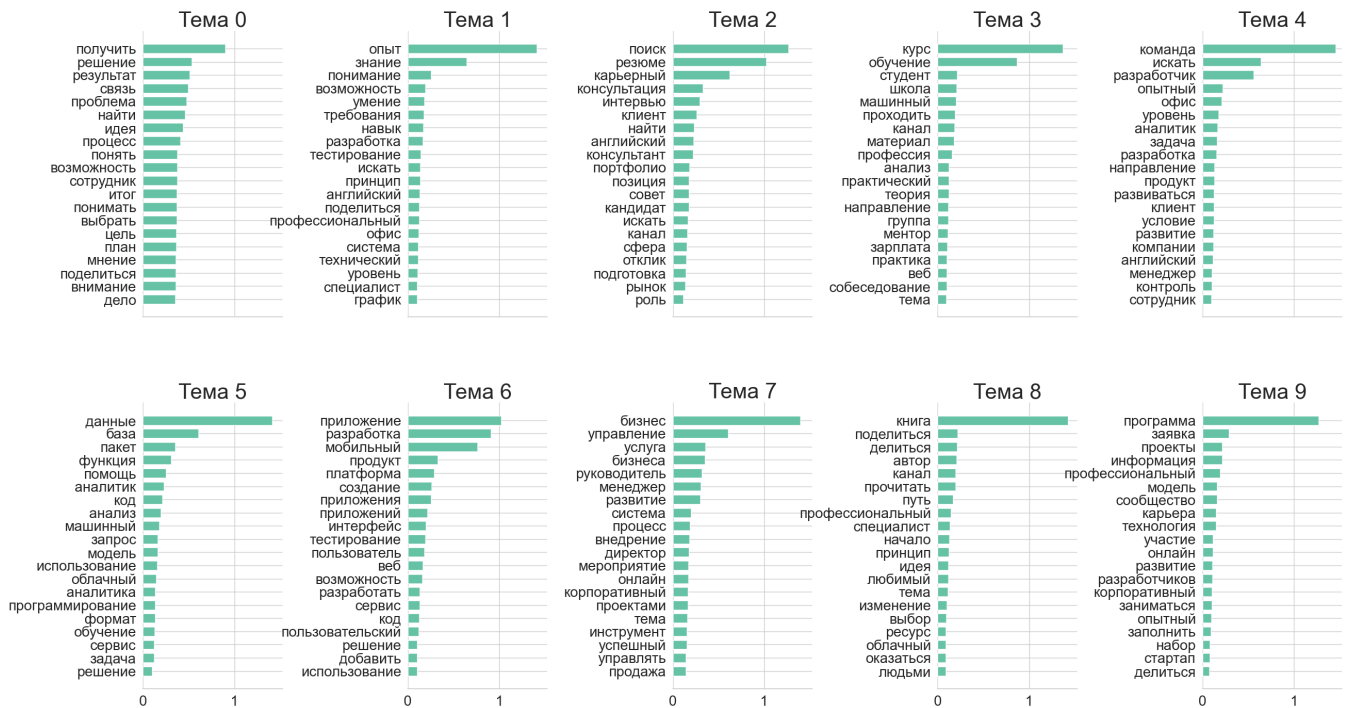 Тема 0
получить
решение
результат
связь
проблема
найти
идея
процесс
понять
возможность
сотрудник
итог
понимать
выбрать
цель
план
мнение
поделиться
внимание
дело
Тема 1
опыт
знание
понимание
возможность
умение
требования
навык
разработка
тестирование
искать
принцип
английский
поделиться
профессиональный
офис
система
технический
уровень
специалист
график
Тема 2
поиск
резюме
карьерный
консультация
интервью
клиент
найти
английский
консультант
портфолио
позиция
совет
кандидат
искать
канал
сфера
отклик
подготовка
рынок
роль
Тема 3
курс
обучение
студент
школа
машинный
проходить
канал
материал
профессия
анализ
практический
теория
направление
группа
ментор
зарплата
практика
веб
собеседование
тема
Тема 4
команда
искать
разработчик
опытный
офис
уровень
аналитик
задача
разработка
направление
продукт
развиваться
клиент
условие
развитие
компании
английский
менеджер
контроль
сотрудник
Тема 5
данные
база
пакет
функция
помощь
аналитик
код
анализ
машинный
запрос
модель
использование
облачный
аналитика
программирование
формат
обучение
сервис
задача
решение
0 1
Тема 6
приложение
разработка
мобильный
продукт
платформа
создание
приложения
приложений
интерфейс
тестирование
пользователь
веб
возможность
разработать
сервис
код
пользовательский
решение
добавить
использование
0 1
Тема 7
бизнес
управление
услуга
бизнеса
руководитель
менеджер
развитие
система
процесс
внедрение
директор
мероприятие
онлайн
корпоративный
проектами
тема
инструмент
успешный
управлять
продажа
0 1
Тема 8
книга
поделиться
делиться
автор
канал
прочитать
путь
профессиональный
специалист
начало
принцип
идея
любимый
тема
изменение
выбор
ресурс
облачный
оказаться
людьми
0 1
Тема 9
программа
заявка
проекты
информация
профессиональный
модель
сообщество
карьера
технология
участие
онлайн
развитие
разработчиков
корпоративный
заниматься
опытный
заполнить
набор
стартап
делиться
0 1